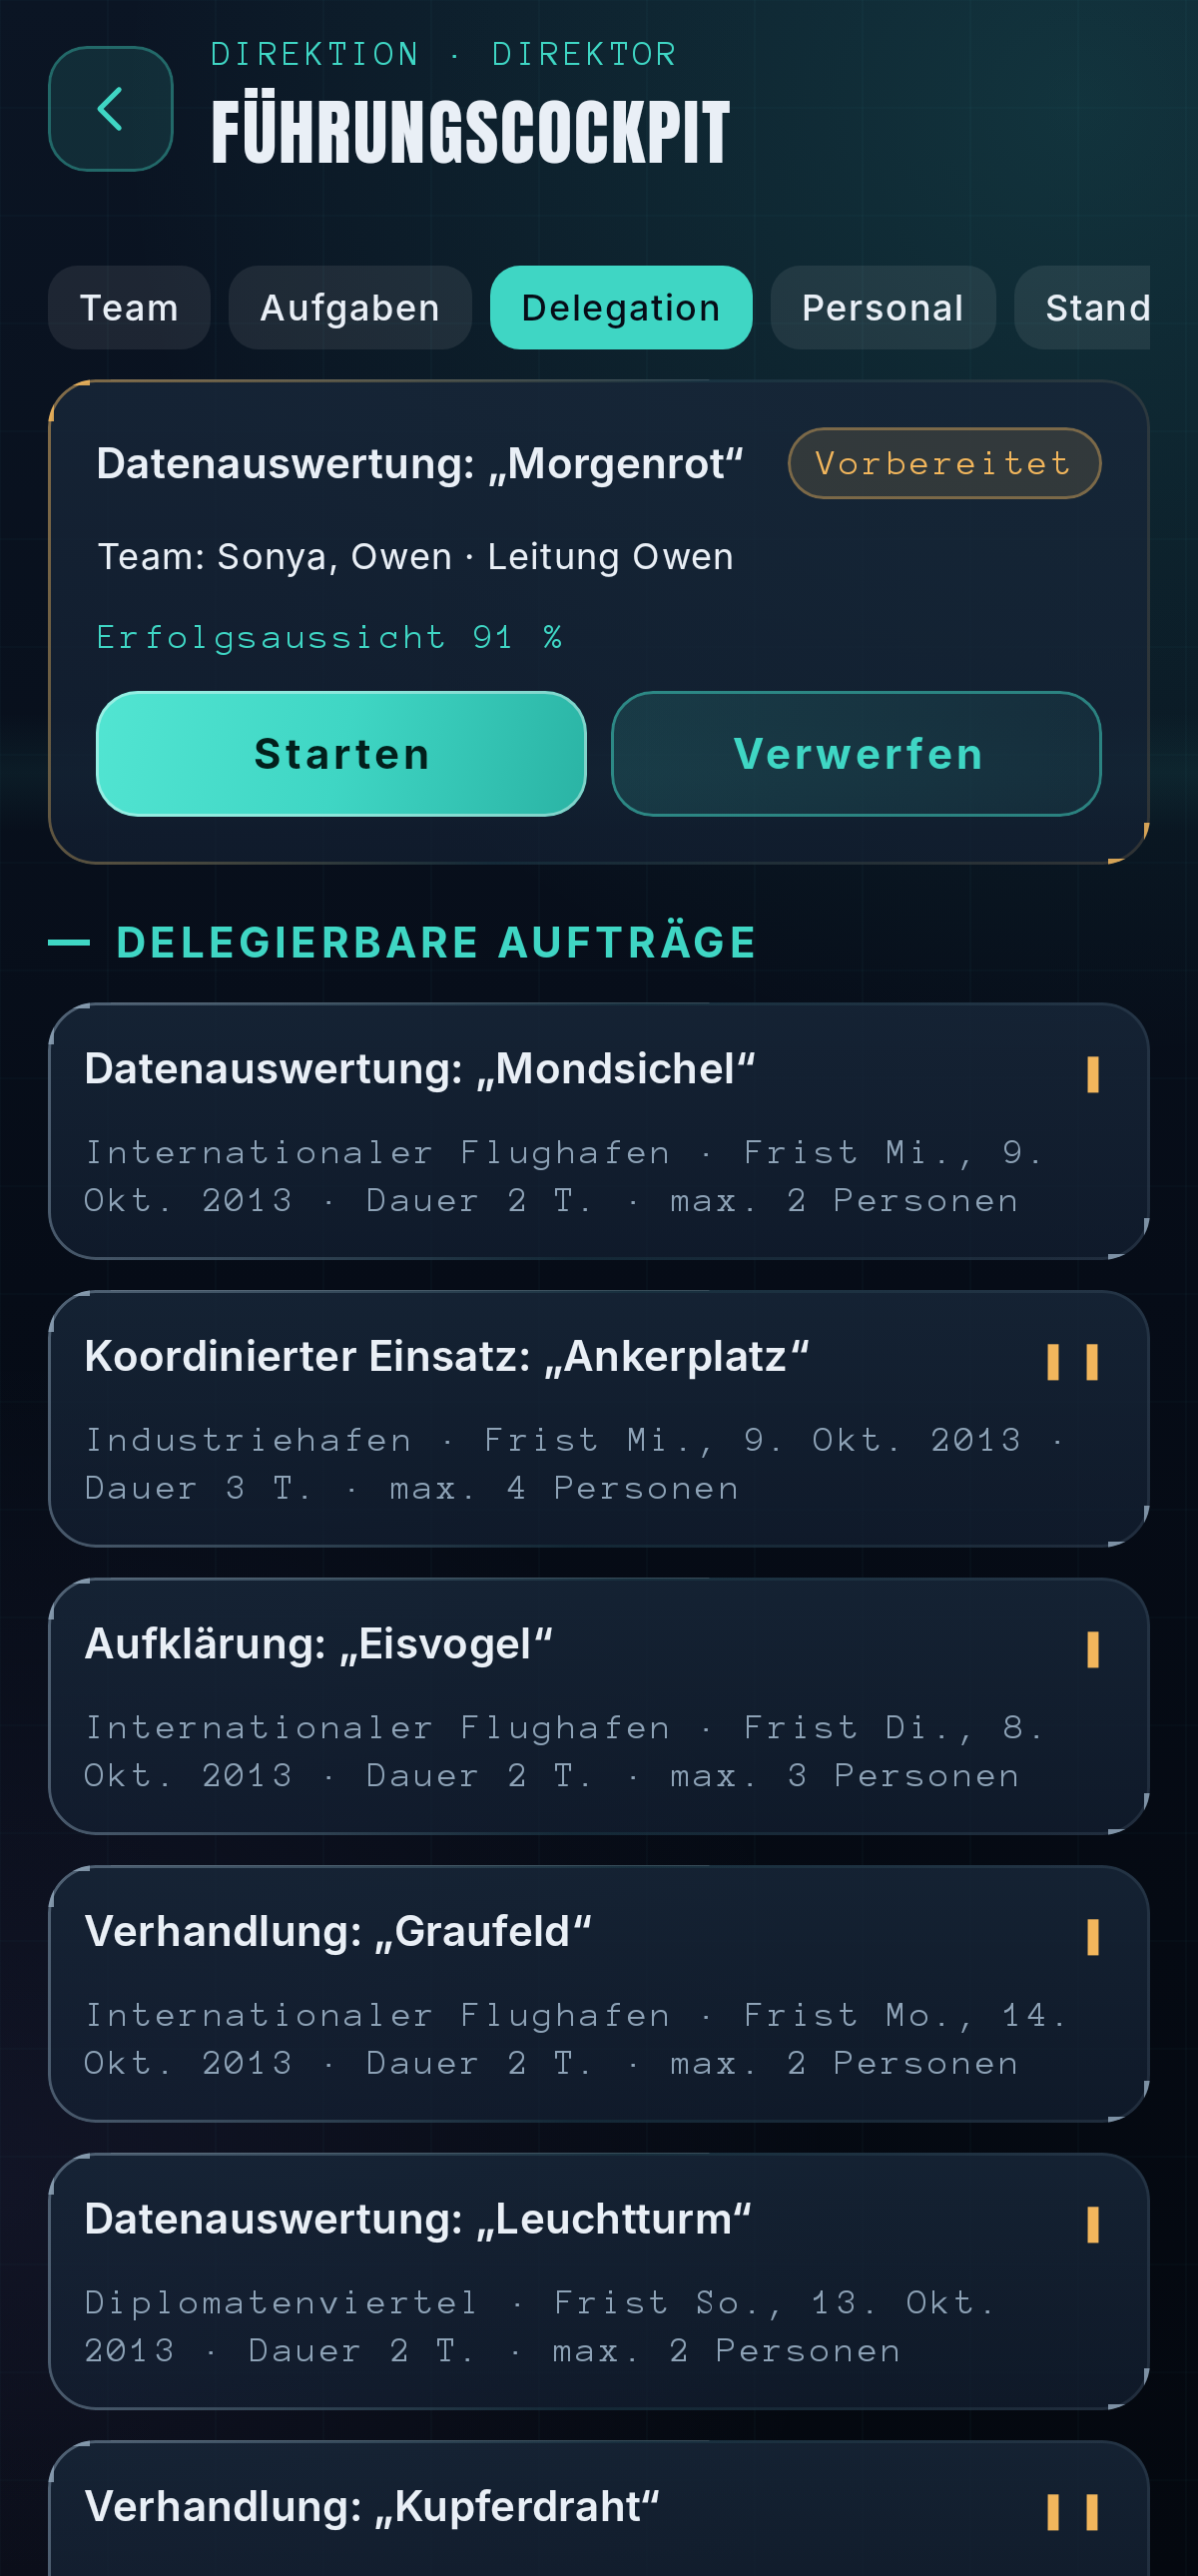 DIREKTION · DIREKTOR
FÜHRUNGSCOCKPIT
Team Aufgaben Delegation Personal Stand
Datenauswertung: „Morgenrot“ Vorbereitet
Team: Sonya, Owen · Leitung Owen
Erfolgsaussicht 91 %
Starten Verwerfen
DELEGIERBARE AUFTRÄGE
Datenauswertung: „Mondsichel“
Internationaler Flughafen · Frist Mi., 9.
Okt. 2013 · Dauer 2 T. · max. 2 Personen
Koordinierter Einsatz: „Ankerplatz“
Industriehafen · Frist Mi., 9. Okt. 2013 ·
Dauer 3 T. · max. 4 Personen
Aufklärung: „Eisvogel“
Internationaler Flughafen · Frist Di., 8.
Okt. 2013 · Dauer 2 T. · max. 3 Personen
Verhandlung: „Graufeld“
Internationaler Flughafen · Frist Mo., 14.
Okt. 2013 · Dauer 2 T. · max. 2 Personen
Datenauswertung: „Leuchtturm“
Diplomatenviertel · Frist So., 13. Okt.
2013 · Dauer 2 T. · max. 2 Personen
Verhandlung: „Kupferdraht“